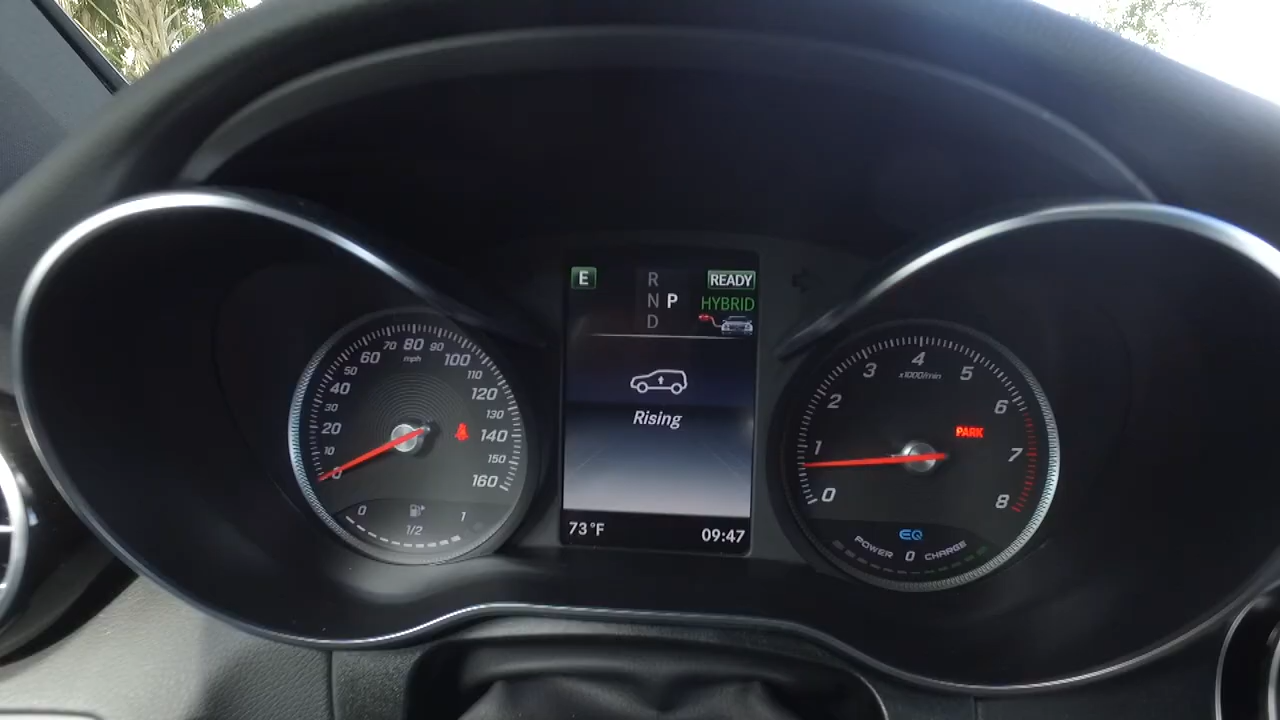 E
R
N P
D
READY
HYBRID
Rising
73°F
09:47
0
10
20
30
40
50
60
70
80
90
100
110
120
130
140
150
160
mph
0
1/2
1
0
1
2
3
4
5
6
7
8
x1000/min
PARK
EQ
POWER 0 CHARGE